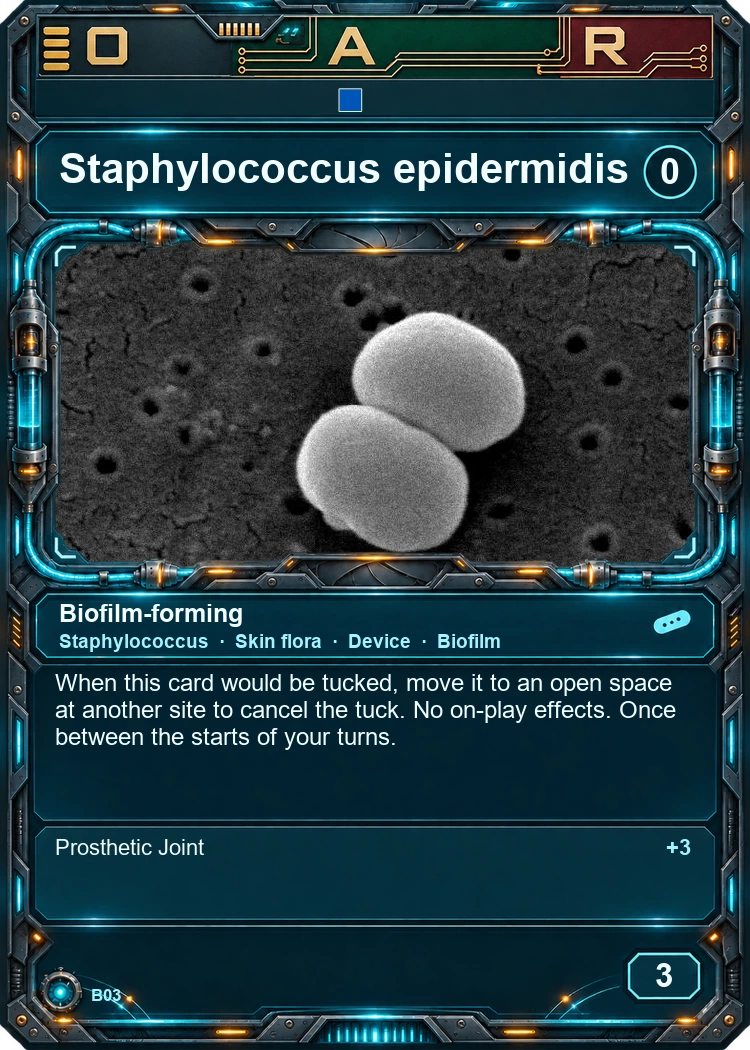 O A R
Staphylococcus epidermidis 0
Biofilm-forming
Staphylococcus · Skin flora · Device · Biofilm
When this card would be tucked, move it to an open space
at another site to cancel the tuck. No on-play effects. Once
between the starts of your turns.
Prosthetic Joint +3
B03 3